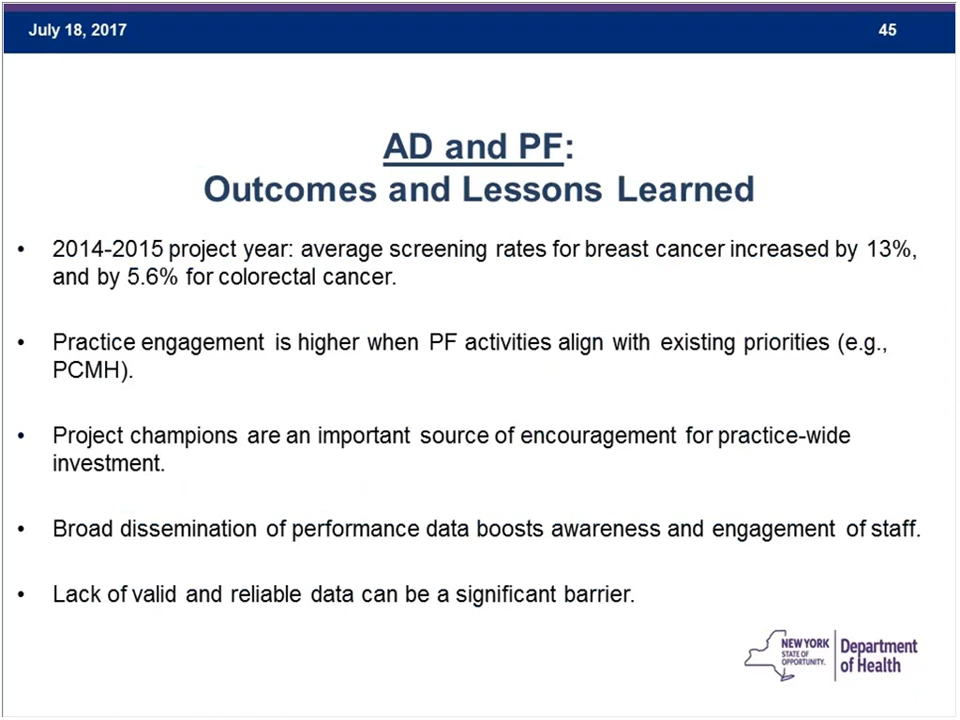 July 18, 2017
45
AD and PF:
Outcomes and Lessons Learned
• 2014-2015 project year: average screening rates for breast cancer increased by 13%,
and by 5.6% for colorectal cancer.
• Practice engagement is higher when PF activities align with existing priorities (e.g.,
PCMH).
• Project champions are an important source of encouragement for practice-wide
investment.
• Broad dissemination of performance data boosts awareness and engagement of staff.
• Lack of valid and reliable data can be a significant barrier.
NEW YORK
STATE OF
OPPORTUNITY.
Department
of Health